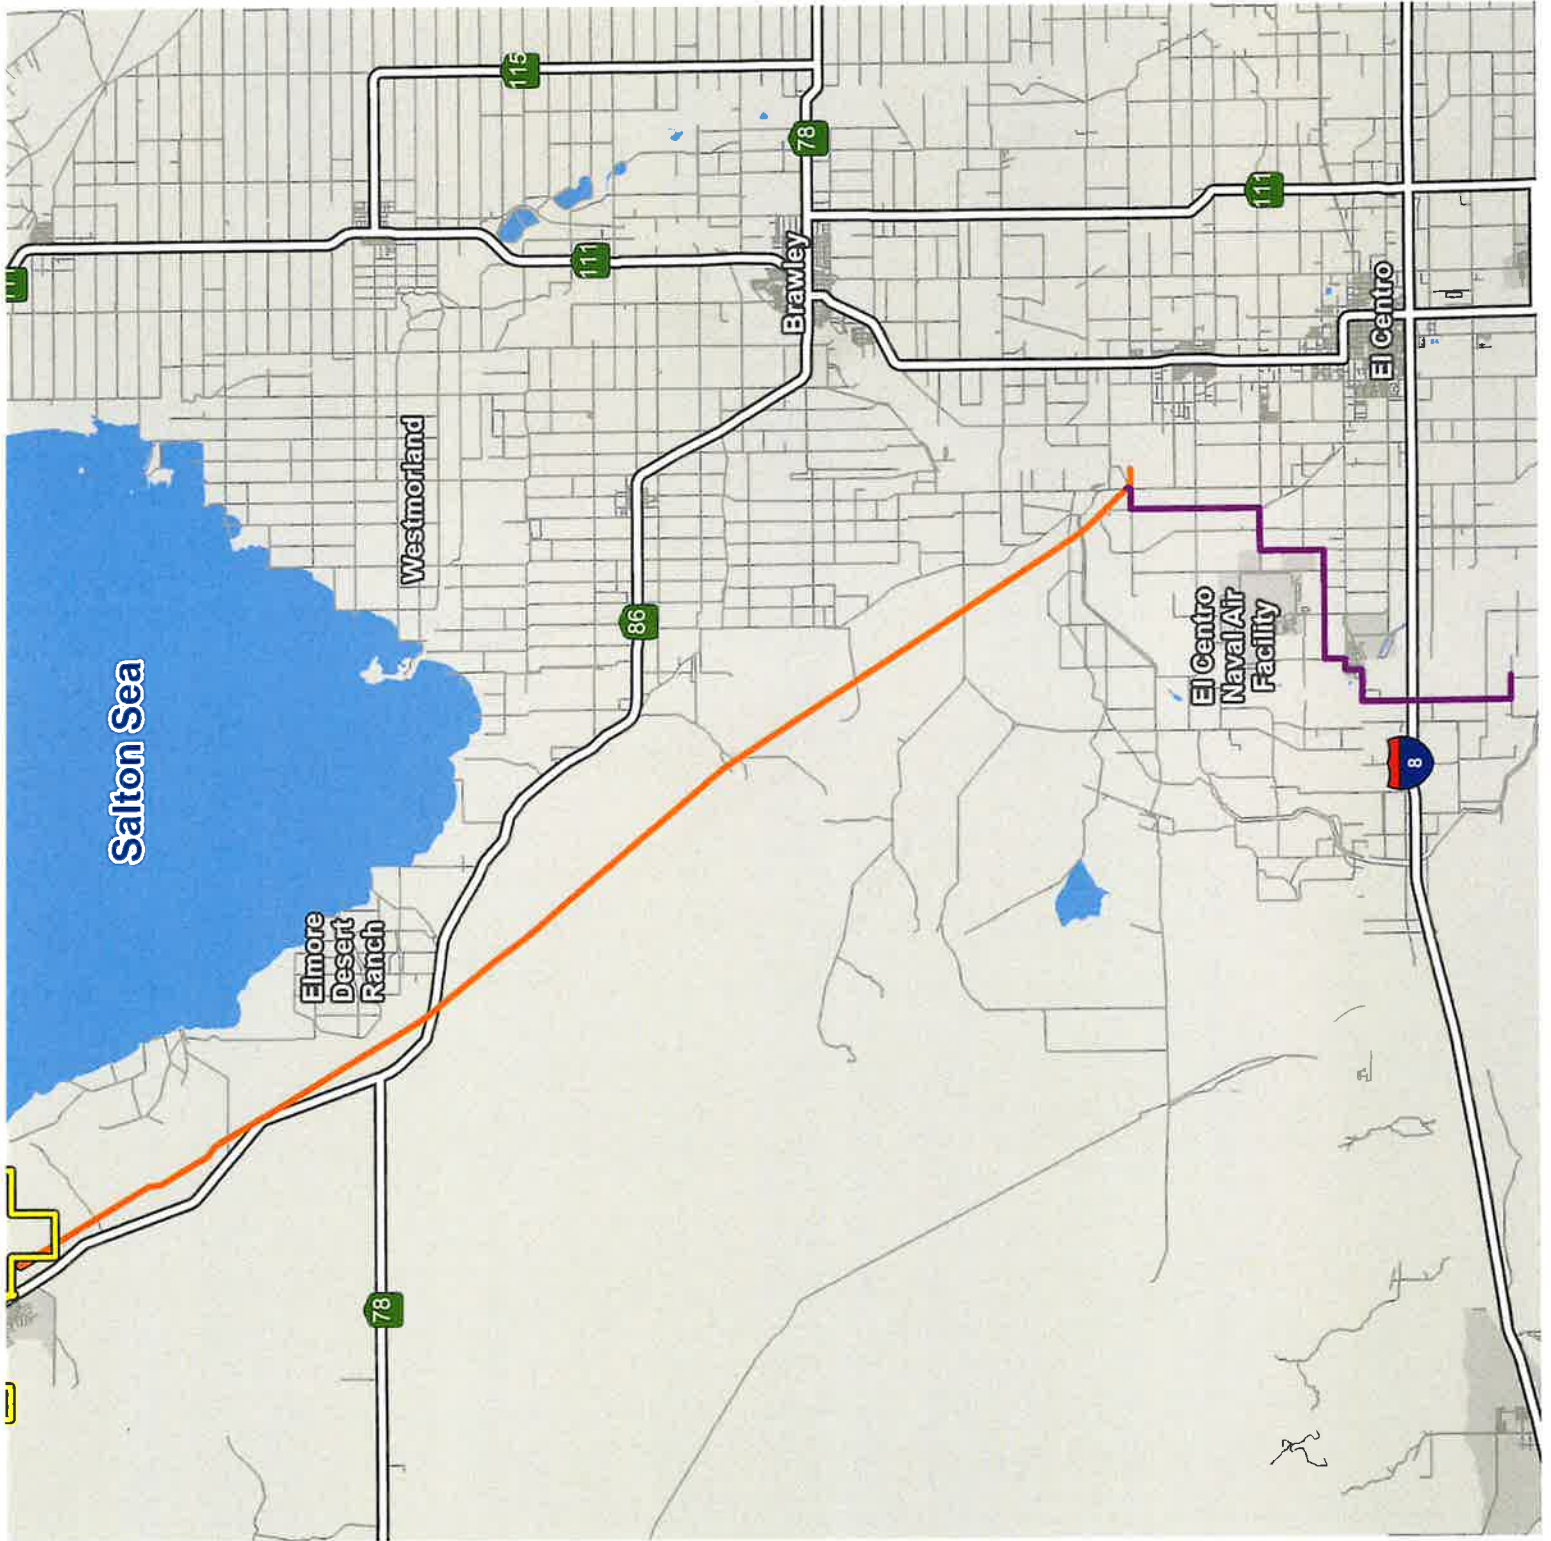 Salton Sea
Elmore
Desert
Ranch
78
Westmorland
115
111
86
Brawley
78
El Centro
Naval Air
Facility
111
El Centro
8